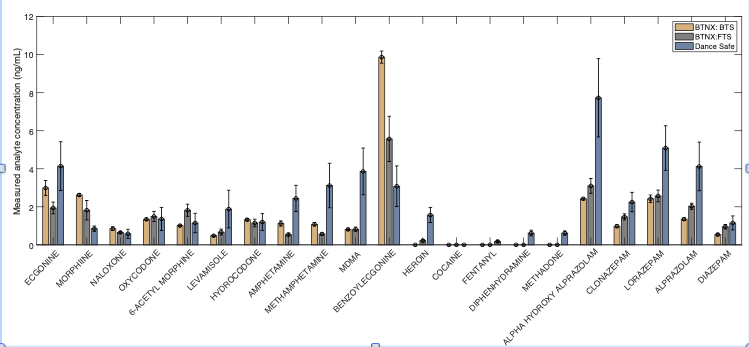 12
10
8
6
4
2
0
Measured analyte concentration (ng/mL)
BTNX: BTS
BTNX:FTS
Dance Safe
ECGONINE
MORPHIINE
NALOXONE
OXYCODONE
6-ACETYL MORPHINE
LEVAMISOLE
HYDROCODONE
AMPHETAMINE
METHAMPHETAMINE
MDMA
BENZOYLECGONINE
HEROIN
COCAINE
FENTANYL
DIPHENHYDRAMINE
METHADONE
ALPHA HYDROXY ALPRAZOLAM
CLONAZEPAM
LORAZEPAM
ALPRAZOLAM
DIAZEPAM